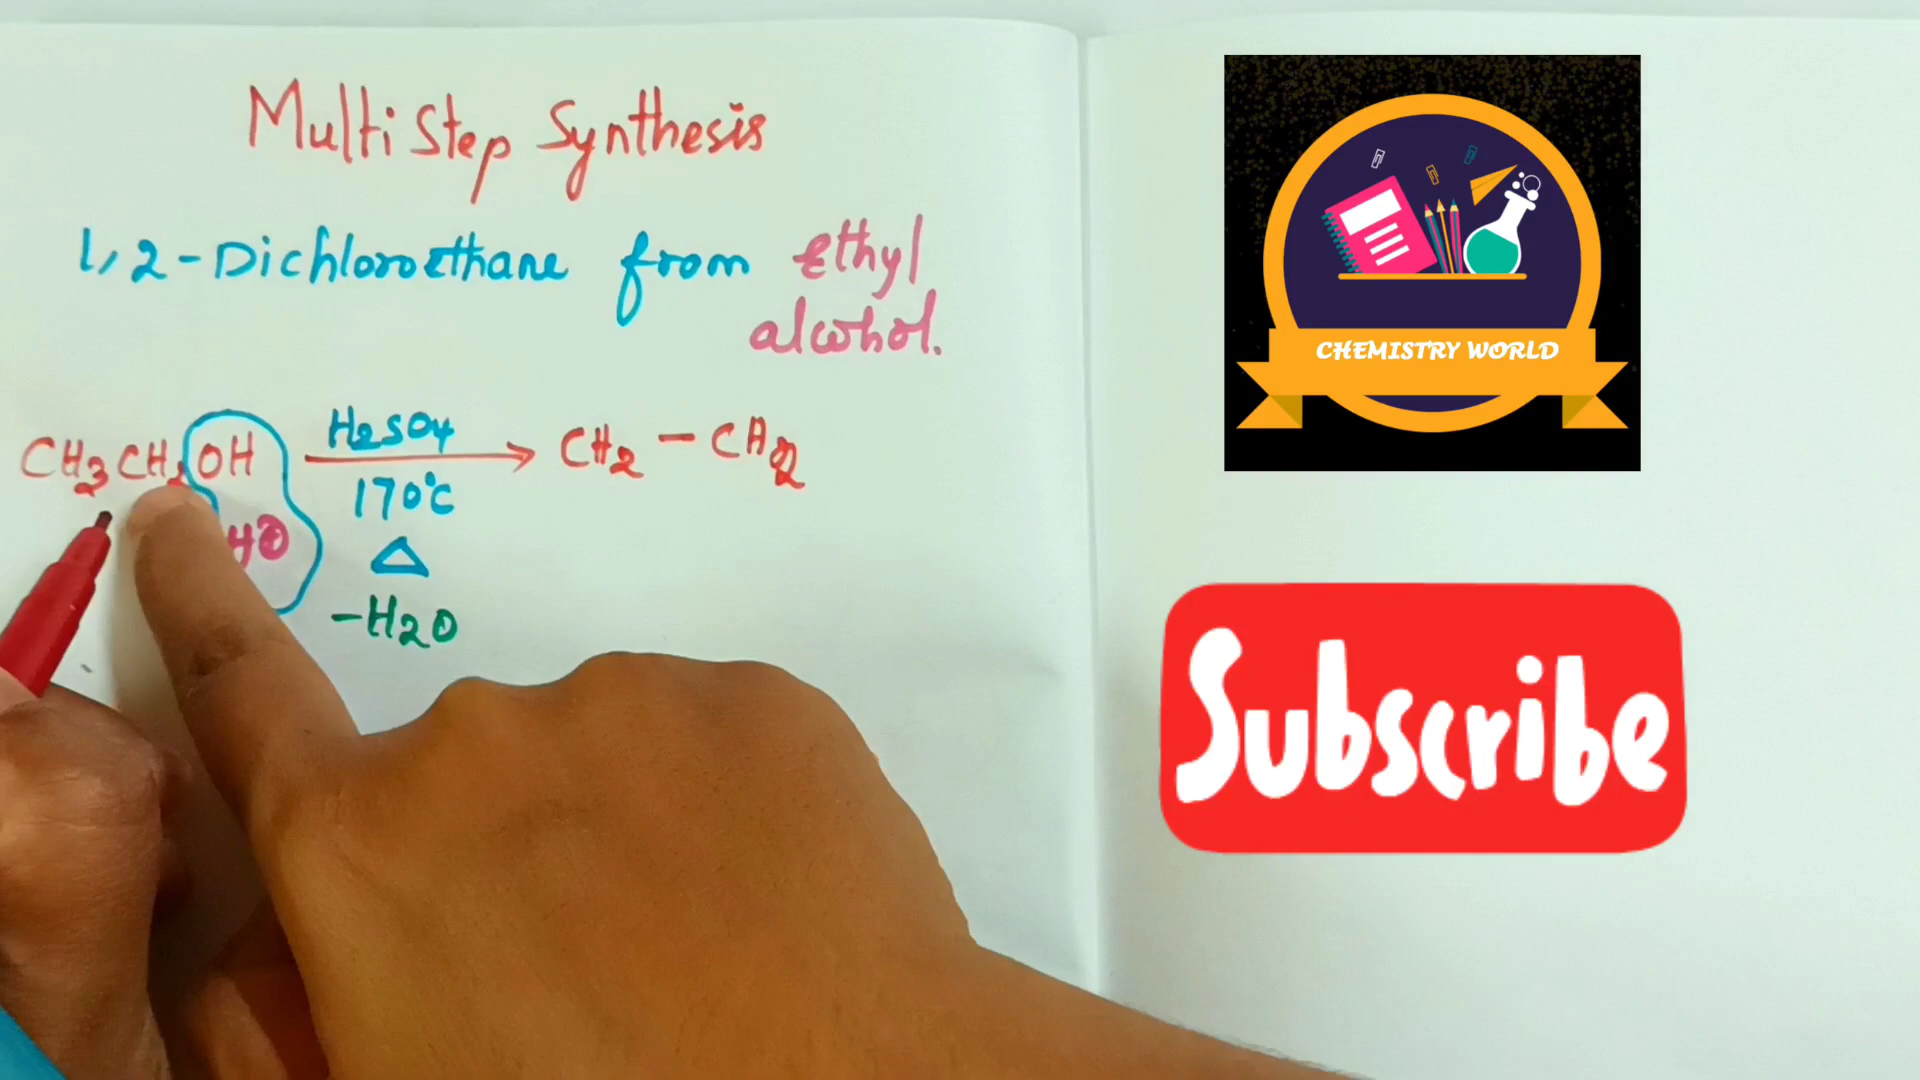 Multi Step Synthesis
1,2-Dichloroethane from ethyl
alcohol.
CH3CH2OH H2SO4 → CH2 - CH2
170°C
H⊕
△
-H2O
CHEMISTRY WORLD
Subscribe